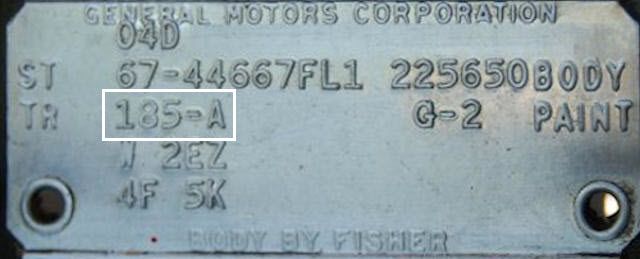 GENERAL MOTORS CORPORATION
04D
ST 67-44667FL1 225650 BODY
TR 185-A G-2 PAINT
W 2EZ
4F 5K
BODY BY FISHER